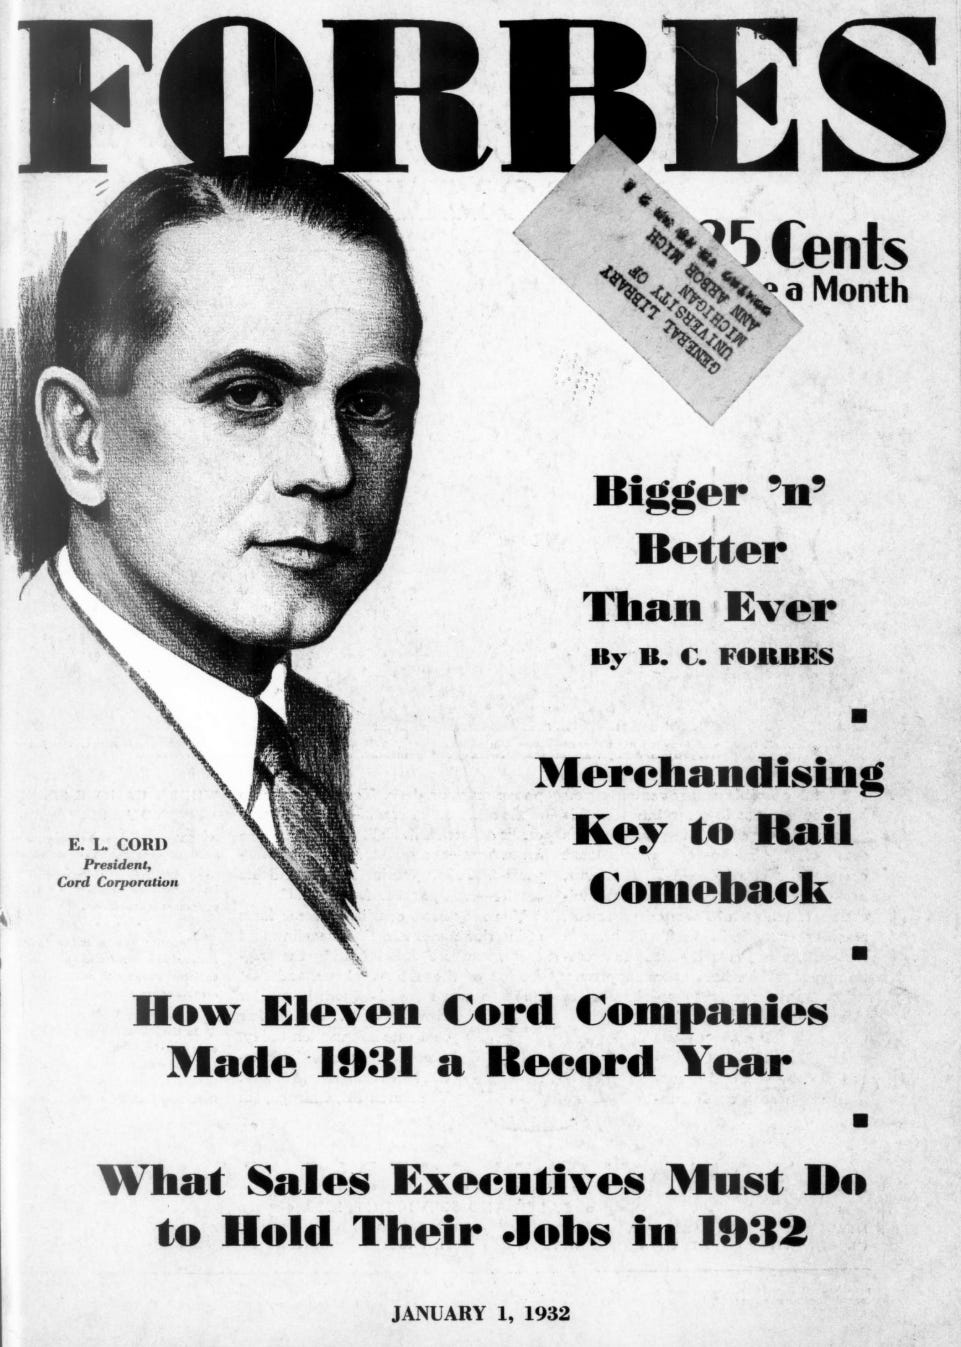 FORBES
25 Cents
a Month
GENERAL LIBRARY
UNIVERSITY OF
MICHIGAN
ANN ARBOR MICH
Bigger 'n'
Better
Than Ever
By B. C. FORBES
Merchandising
Key to Rail
Comeback
E. L. CORD
President,
Cord Corporation
How Eleven Cord Companies
Made 1931 a Record Year
What Sales Executives Must Do
to Hold Their Jobs in 1932
JANUARY 1, 1932